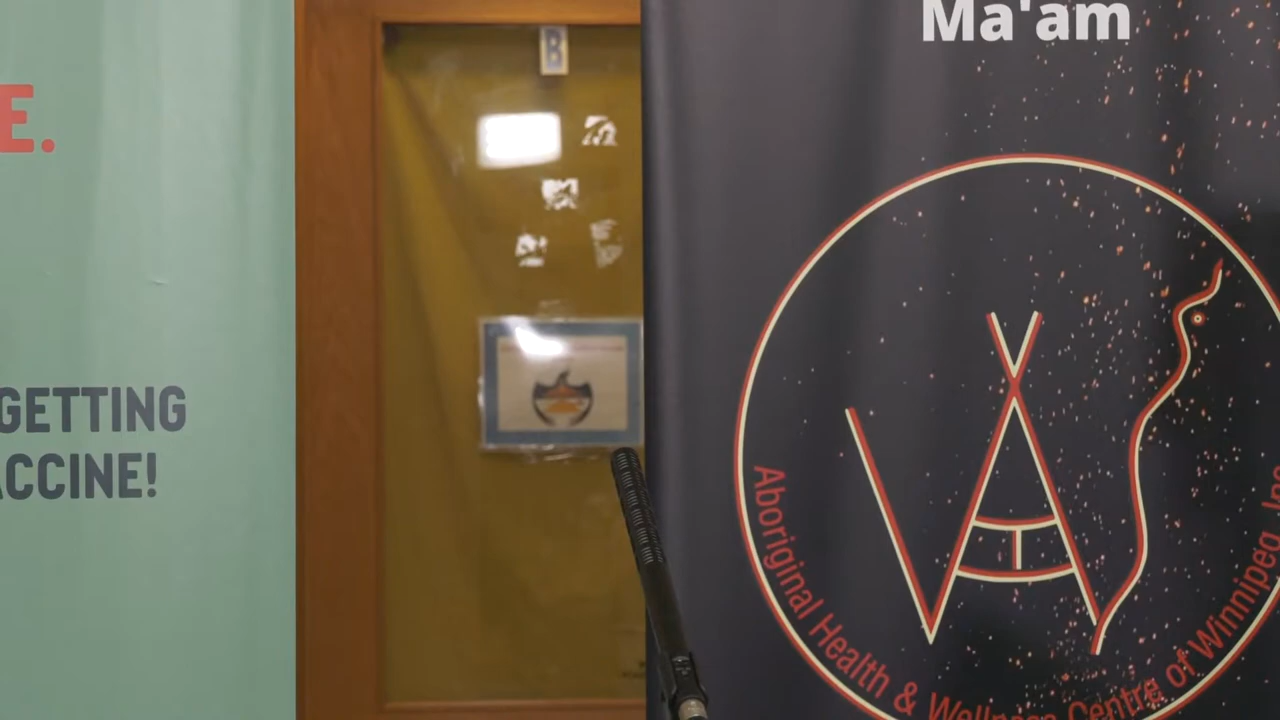 E.
GETTING
ACCINE!
B
Ma'am
Aboriginal Health & Wellness Centre of Winnipeg, Inc